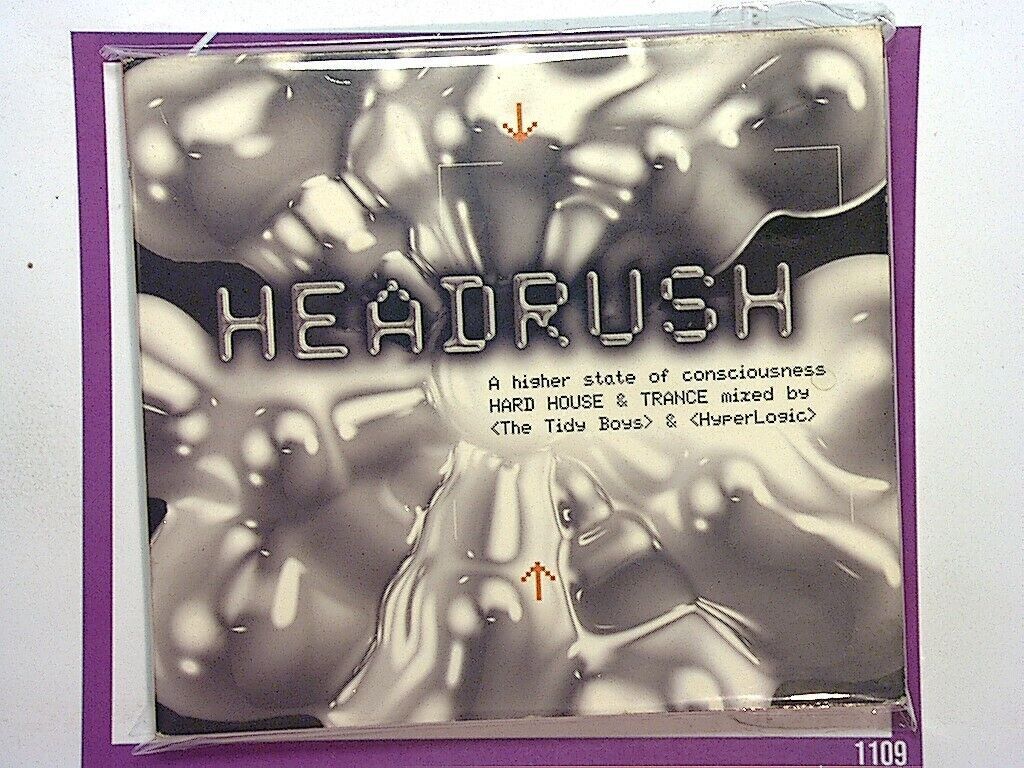 HEADRUSH
A higher state of consciousness
HARD HOUSE & TRANCE mixed by
<The Tidy Boys> & <HyperLogic>
1109